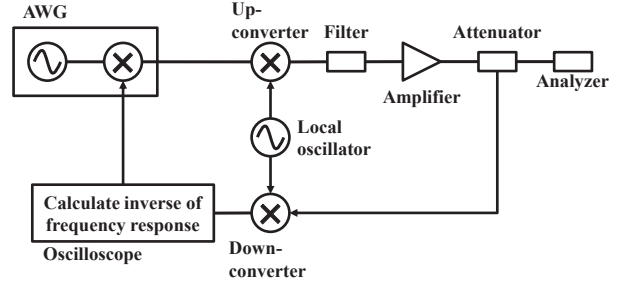 AWG
Up-
converter
Filter
Amplifier
Attenuator
Analyzer
Local
oscillator
Calculate inverse of
frequency response
Oscilloscope
Down-
converter